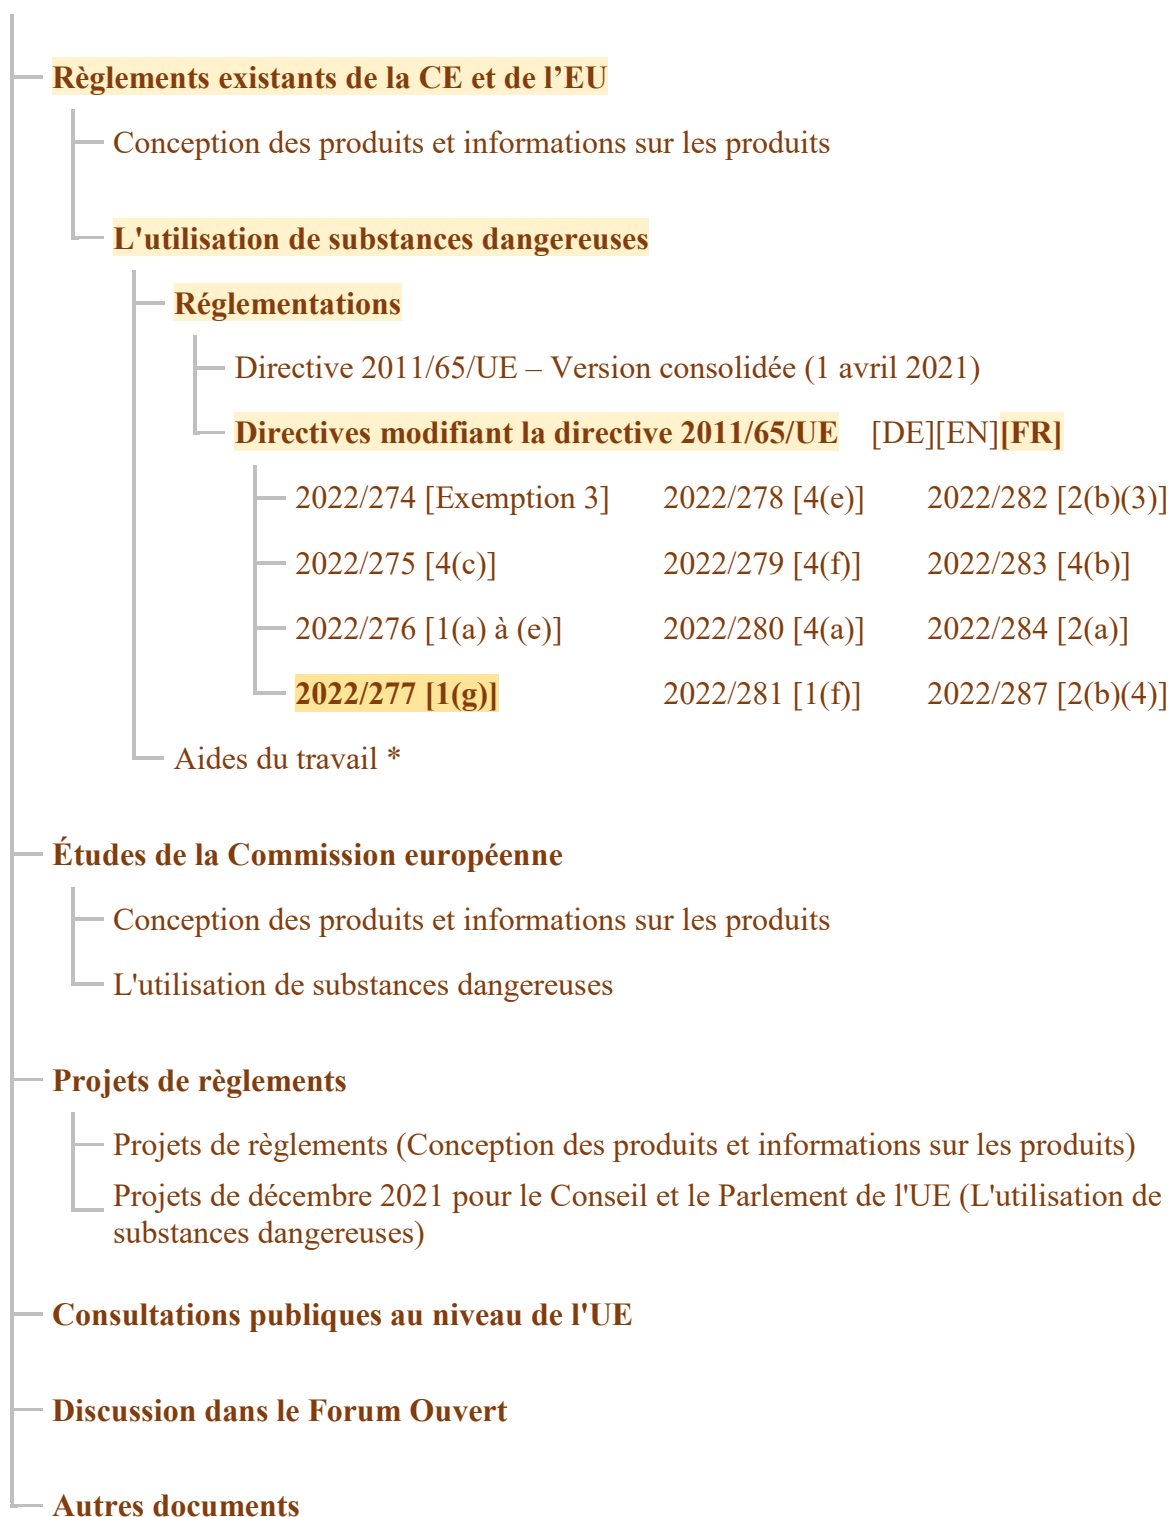 Règlements existants de la CE et de l’EU
Conception des produits et informations sur les produits
L'utilisation de substances dangereuses
Réglementations
Directive 2011/65/UE – Version consolidée (1 avril 2021)
Directives modifiant la directive 2011/65/UE [DE][EN][FR]
2022/274 [Exemption 3] 2022/278 [4(e)] 2022/282 [2(b)(3)]
2022/275 [4(c)] 2022/279 [4(f)] 2022/283 [4(b)]
2022/276 [1(a) à (e)] 2022/280 [4(a)] 2022/284 [2(a)]
2022/277 [1(g)] 2022/281 [1(f)] 2022/287 [2(b)(4)]
Aides du travail *
Études de la Commission européenne
Conception des produits et informations sur les produits
L'utilisation de substances dangereuses
Projets de règlements
Projets de règlements (Conception des produits et informations sur les produits)
Projets de décembre 2021 pour le Conseil et le Parlement de l'UE (L'utilisation de
substances dangereuses)
Consultations publiques au niveau de l'UE
Discussion dans le Forum Ouvert
Autres documents